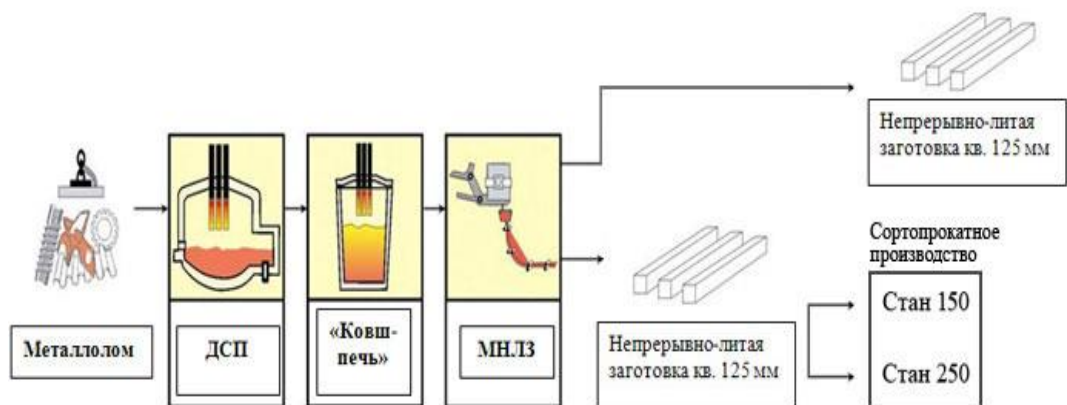 Металлолом
ДСП
«Ковш-
печь»
МНЛЗ
Непрерывно-литая
заготовка кв. 125 мм
Непрерывно-литая
заготовка кв. 125 мм
Сортопрокатное
производство
Стан 150
Стан 250